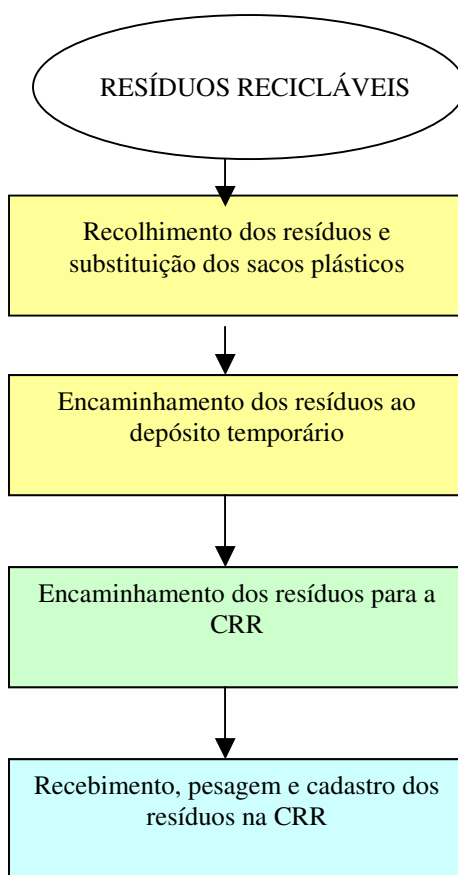 RESÍDUOS RECICLÁVEIS
Recolhimento dos resíduos e
substituição dos sacos plásticos
Encaminhamento dos resíduos ao
depósito temporário
Encaminhamento dos resíduos para a
CRR
Recebimento, pesagem e cadastro dos
resíduos na CRR